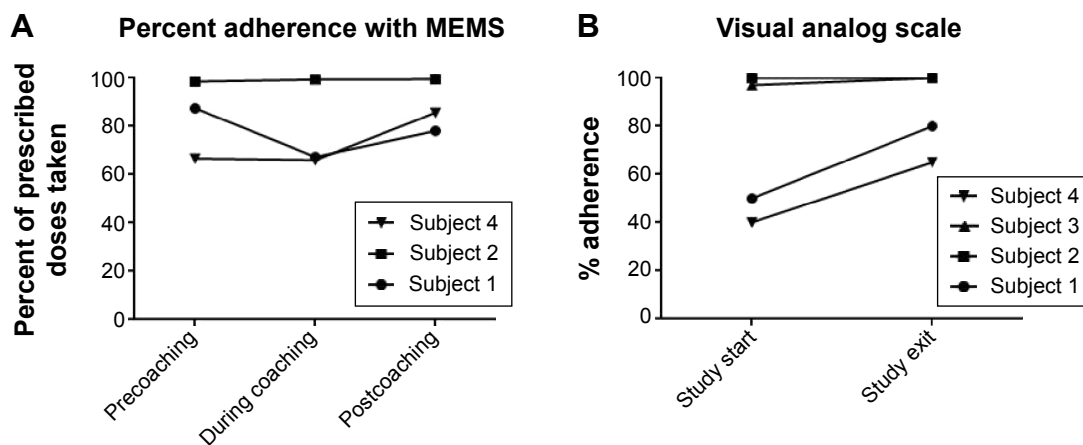 A
Percent adherence with MEMS
Percent of prescribed
doses taken
100
80
60
40
20
0
Precoaching
During coaching
Postcoaching
Subject 4
Subject 2
Subject 1
B
Visual analog scale
% adherence
100
80
60
40
20
0
Study start
Study exit
Subject 4
Subject 3
Subject 2
Subject 1